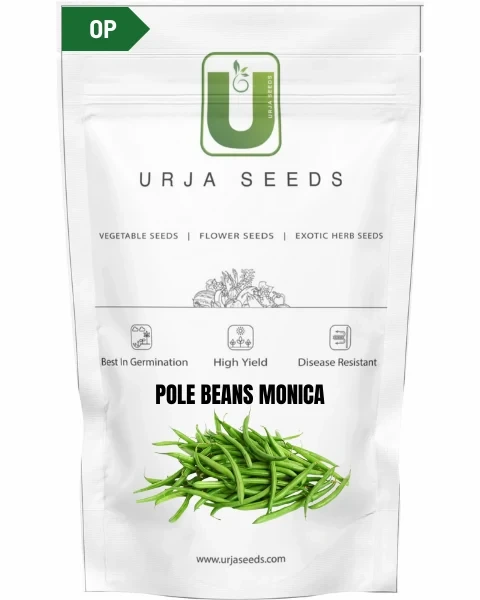 OP
U
URJA SEEDS
URJA SEEDS
VEGETABLE SEEDS | FLOWER SEEDS | EXOTIC HERB SEEDS
Best In Germination High Yield Disease Resistant
POLE BEANS MONICA
www.urjaseeds.com